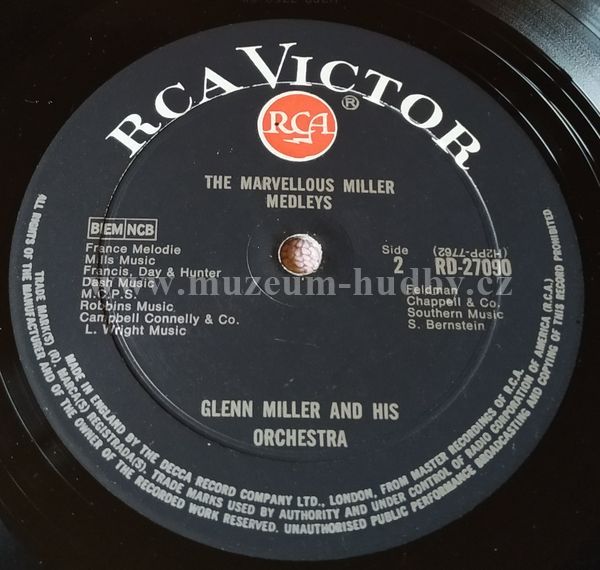 RCA VICTOR
RCA
®
THE MARVELLOUS MILLER
MEDLEYS
BIEM NCB
France Melodie
Mills Music
Francis, Day & Hunter
Dash Music
M.C.P.S.
Robbins Music
Campbell Connelly & Co.
L. Wright Music
Side
2
(H2PP-7762)
RD-27090
Feldman
Chappell & Co.
Southern Music
S. Bernstein
www.muzeum-hudby.cz
GLENN MILLER AND HIS
ORCHESTRA
ALL RIGHTS OF THE MANUFACTURER AND OF THE OWNER OF THE RECORDED WORK RESERVED. UNAUTHORISED PUBLIC PERFORMANCE BROADCASTING AND COPYING OF THIS RECORD PROHIBITED.
TRADE MARK(S) (R), MARCA(S) REGISTRADA(S). TRADE MARKS USED BY AUTHORITY AND UNDER CONTROL OF RADIO CORPORATION OF AMERICA (R.C.A.)
MADE IN ENGLAND BY THE DECCA RECORD COMPANY LTD., LONDON, FROM MASTER RECORDINGS OF R.C.A.